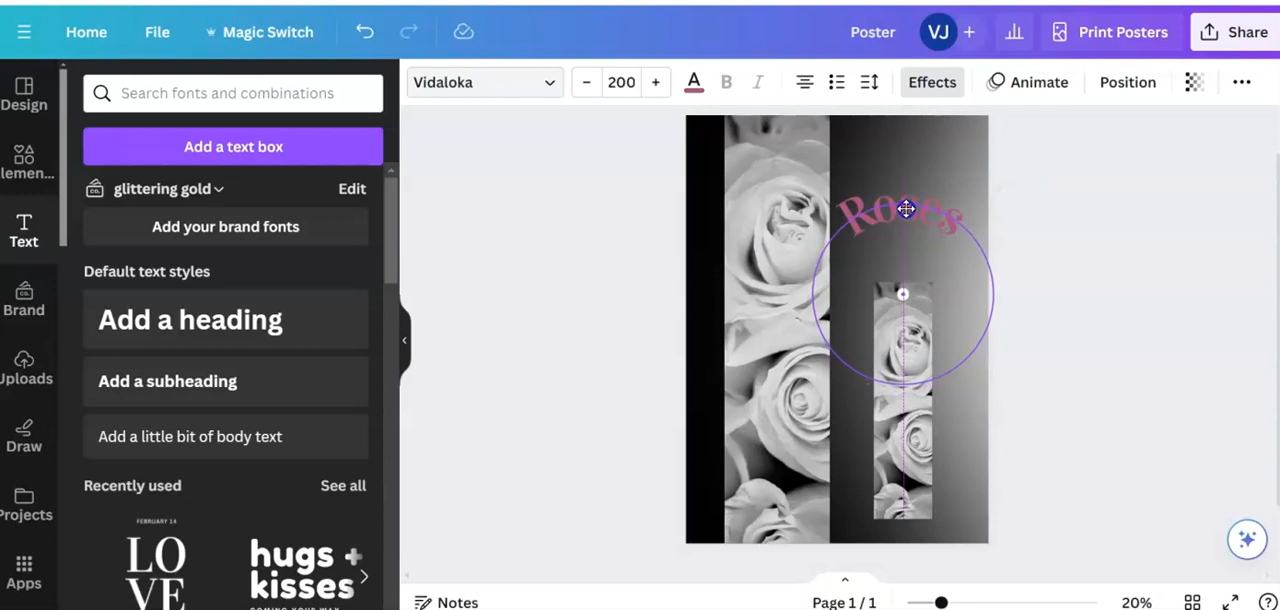 Home File Magic Switch Poster VJ + Print Posters Share
Vidaloka - 200 + A B I Effects Animate Position
Search fonts and combinations
Add a text box
glittering gold Edit
Add your brand fonts
Default text styles
Add a heading
Add a subheading
Add a little bit of body text
Recently used See all
FEBRUARY 14
LO
VE
hugs +
kisses
Design
lemen...
T
Text
Brand
Jploads
Draw
Projects
Apps
Roses
Notes Page 1 / 1 20%